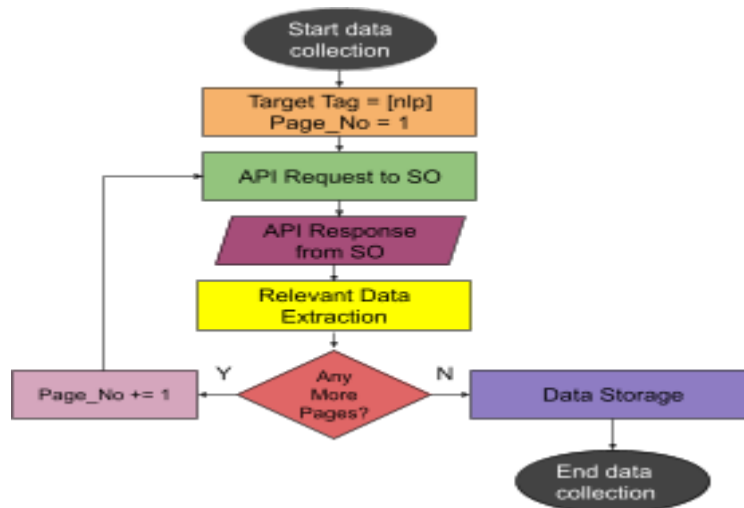 Start data
collection
Target Tag = [nlp]
Page_No = 1
API Request to SO
API Response
from SO
Relevant Data
Extraction
Any
More
Pages?
Y
N
Page_No += 1
Data Storage
End data
collection